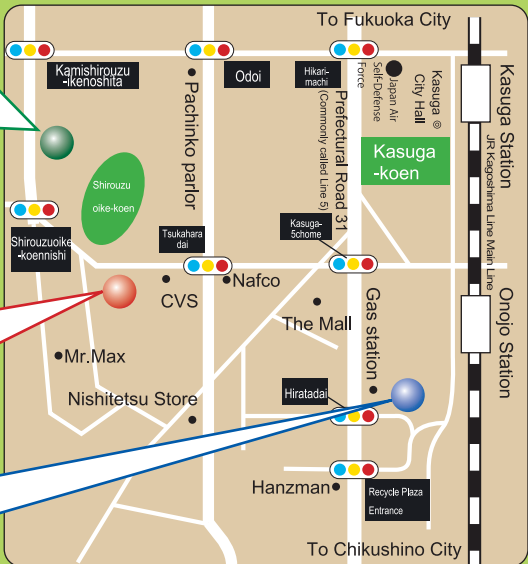 To Fukuoka City
Kamishirouzu
-ikenoshita
Odoi
Hikari-
machi
Japan Air
Self-Defense
Force
Kasuga ◎
City Hall
Kasuga Station
Pachinko parlor
Prefectural Road 31
(Commonly called Line 5)
Kasuga
-koen
JR Kagoshima Line Main Line
Shirouzu
oike-koen
Shirouzuoike
-koennishi
Tsukahara
dai
Kasuga-
5chome
CVS
Nafco
The Mall
Gas station
Onojo Station
Mr.Max
Nishitetsu Store
Hiratadai
Hanzman
Recycle Plaza
Entrance
To Chikushino City